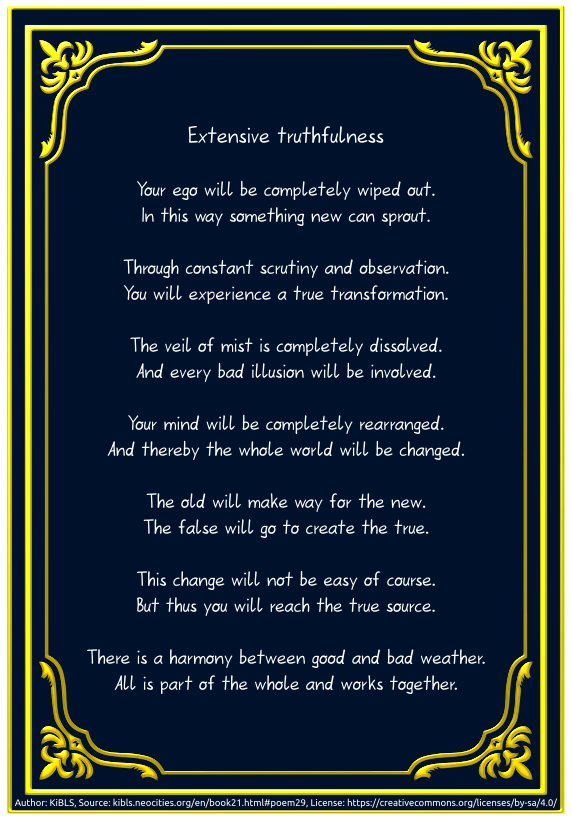 Extensive truthfulness
Your ego will be completely wiped out.
In this way something new can sprout.
Through constant scrutiny and observation.
You will experience a true transformation.
The veil of mist is completely dissolved.
And every bad illusion will be involved.
Your mind will be completely rearranged.
And thereby the whole world will be changed.
The old will make way for the new.
The false will go to create the true.
This change will not be easy of course.
But thus you will reach the true source.
There is a harmony between good and bad weather.
All is part of the whole and works together.
Author: KiBLS, Source: kibls.neocities.org/en/book21.html#poem29, License: https://creativecommons.org/licenses/by-sa/4.0/